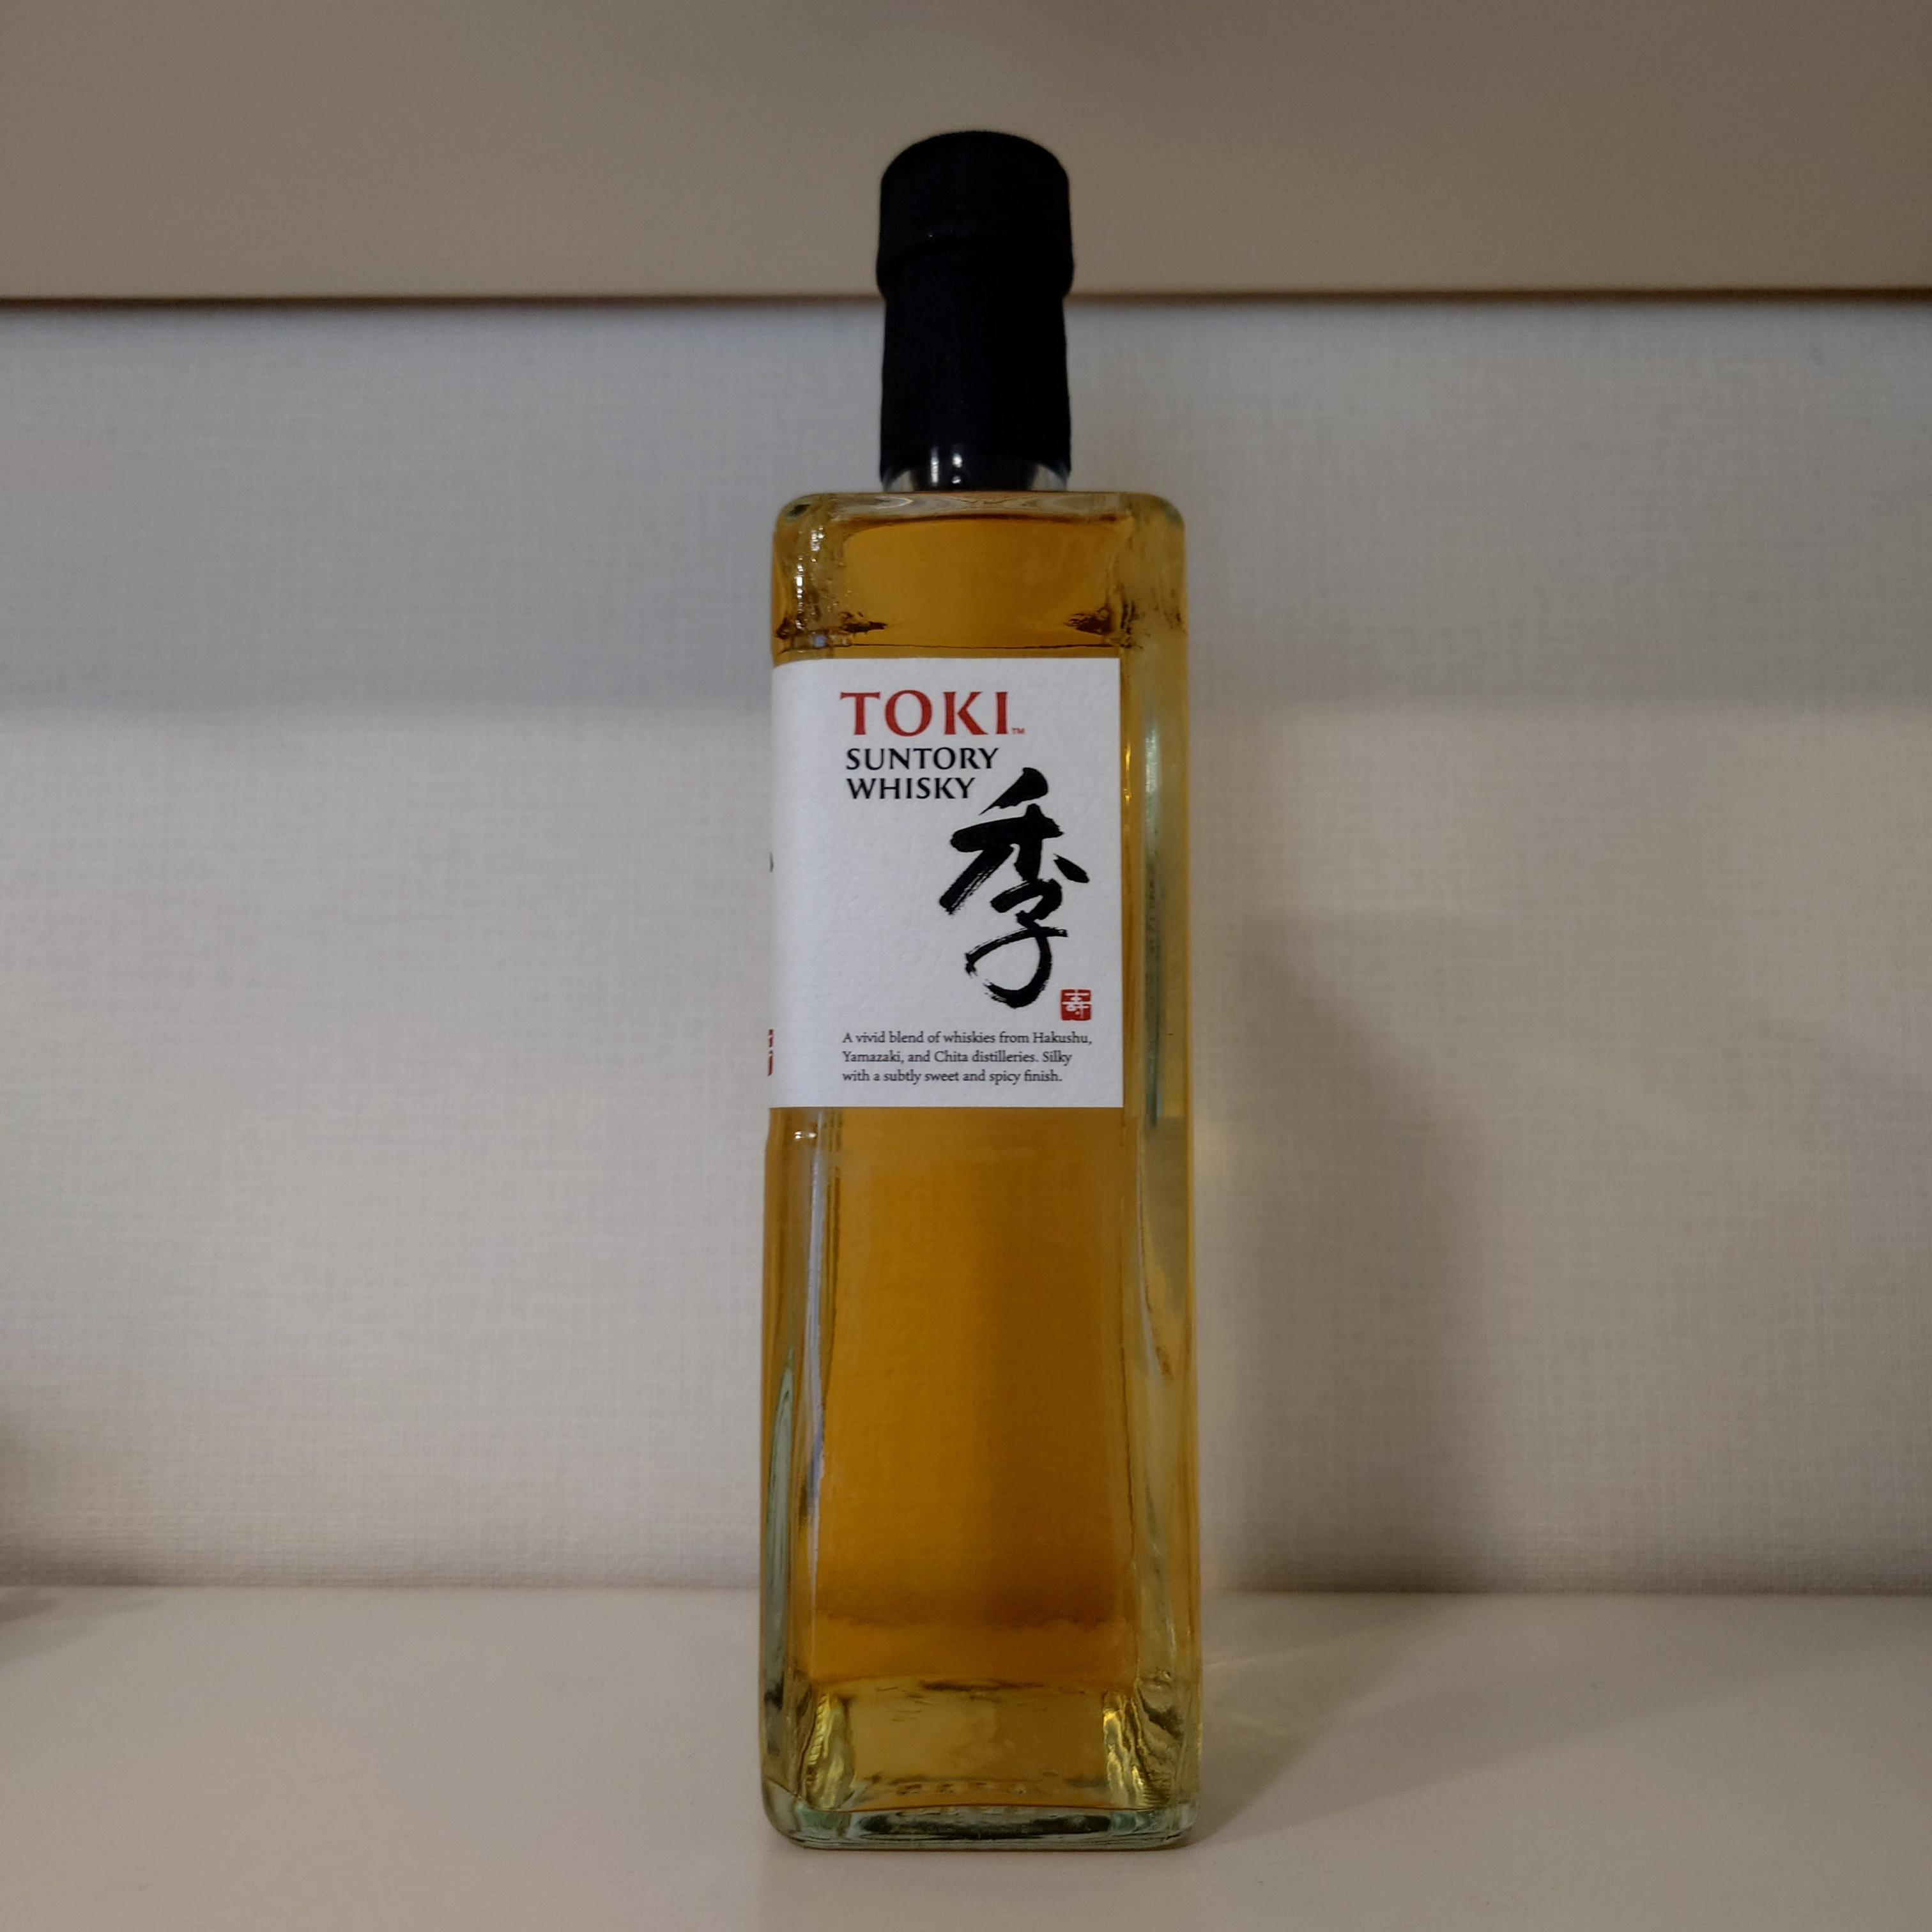 TOKI™
SUNTORY
WHISKY
季
寿
A vivid blend of whiskies from Hakushu,
Yamazaki, and Chita distilleries. Silky
with a subtly sweet and spicy finish.